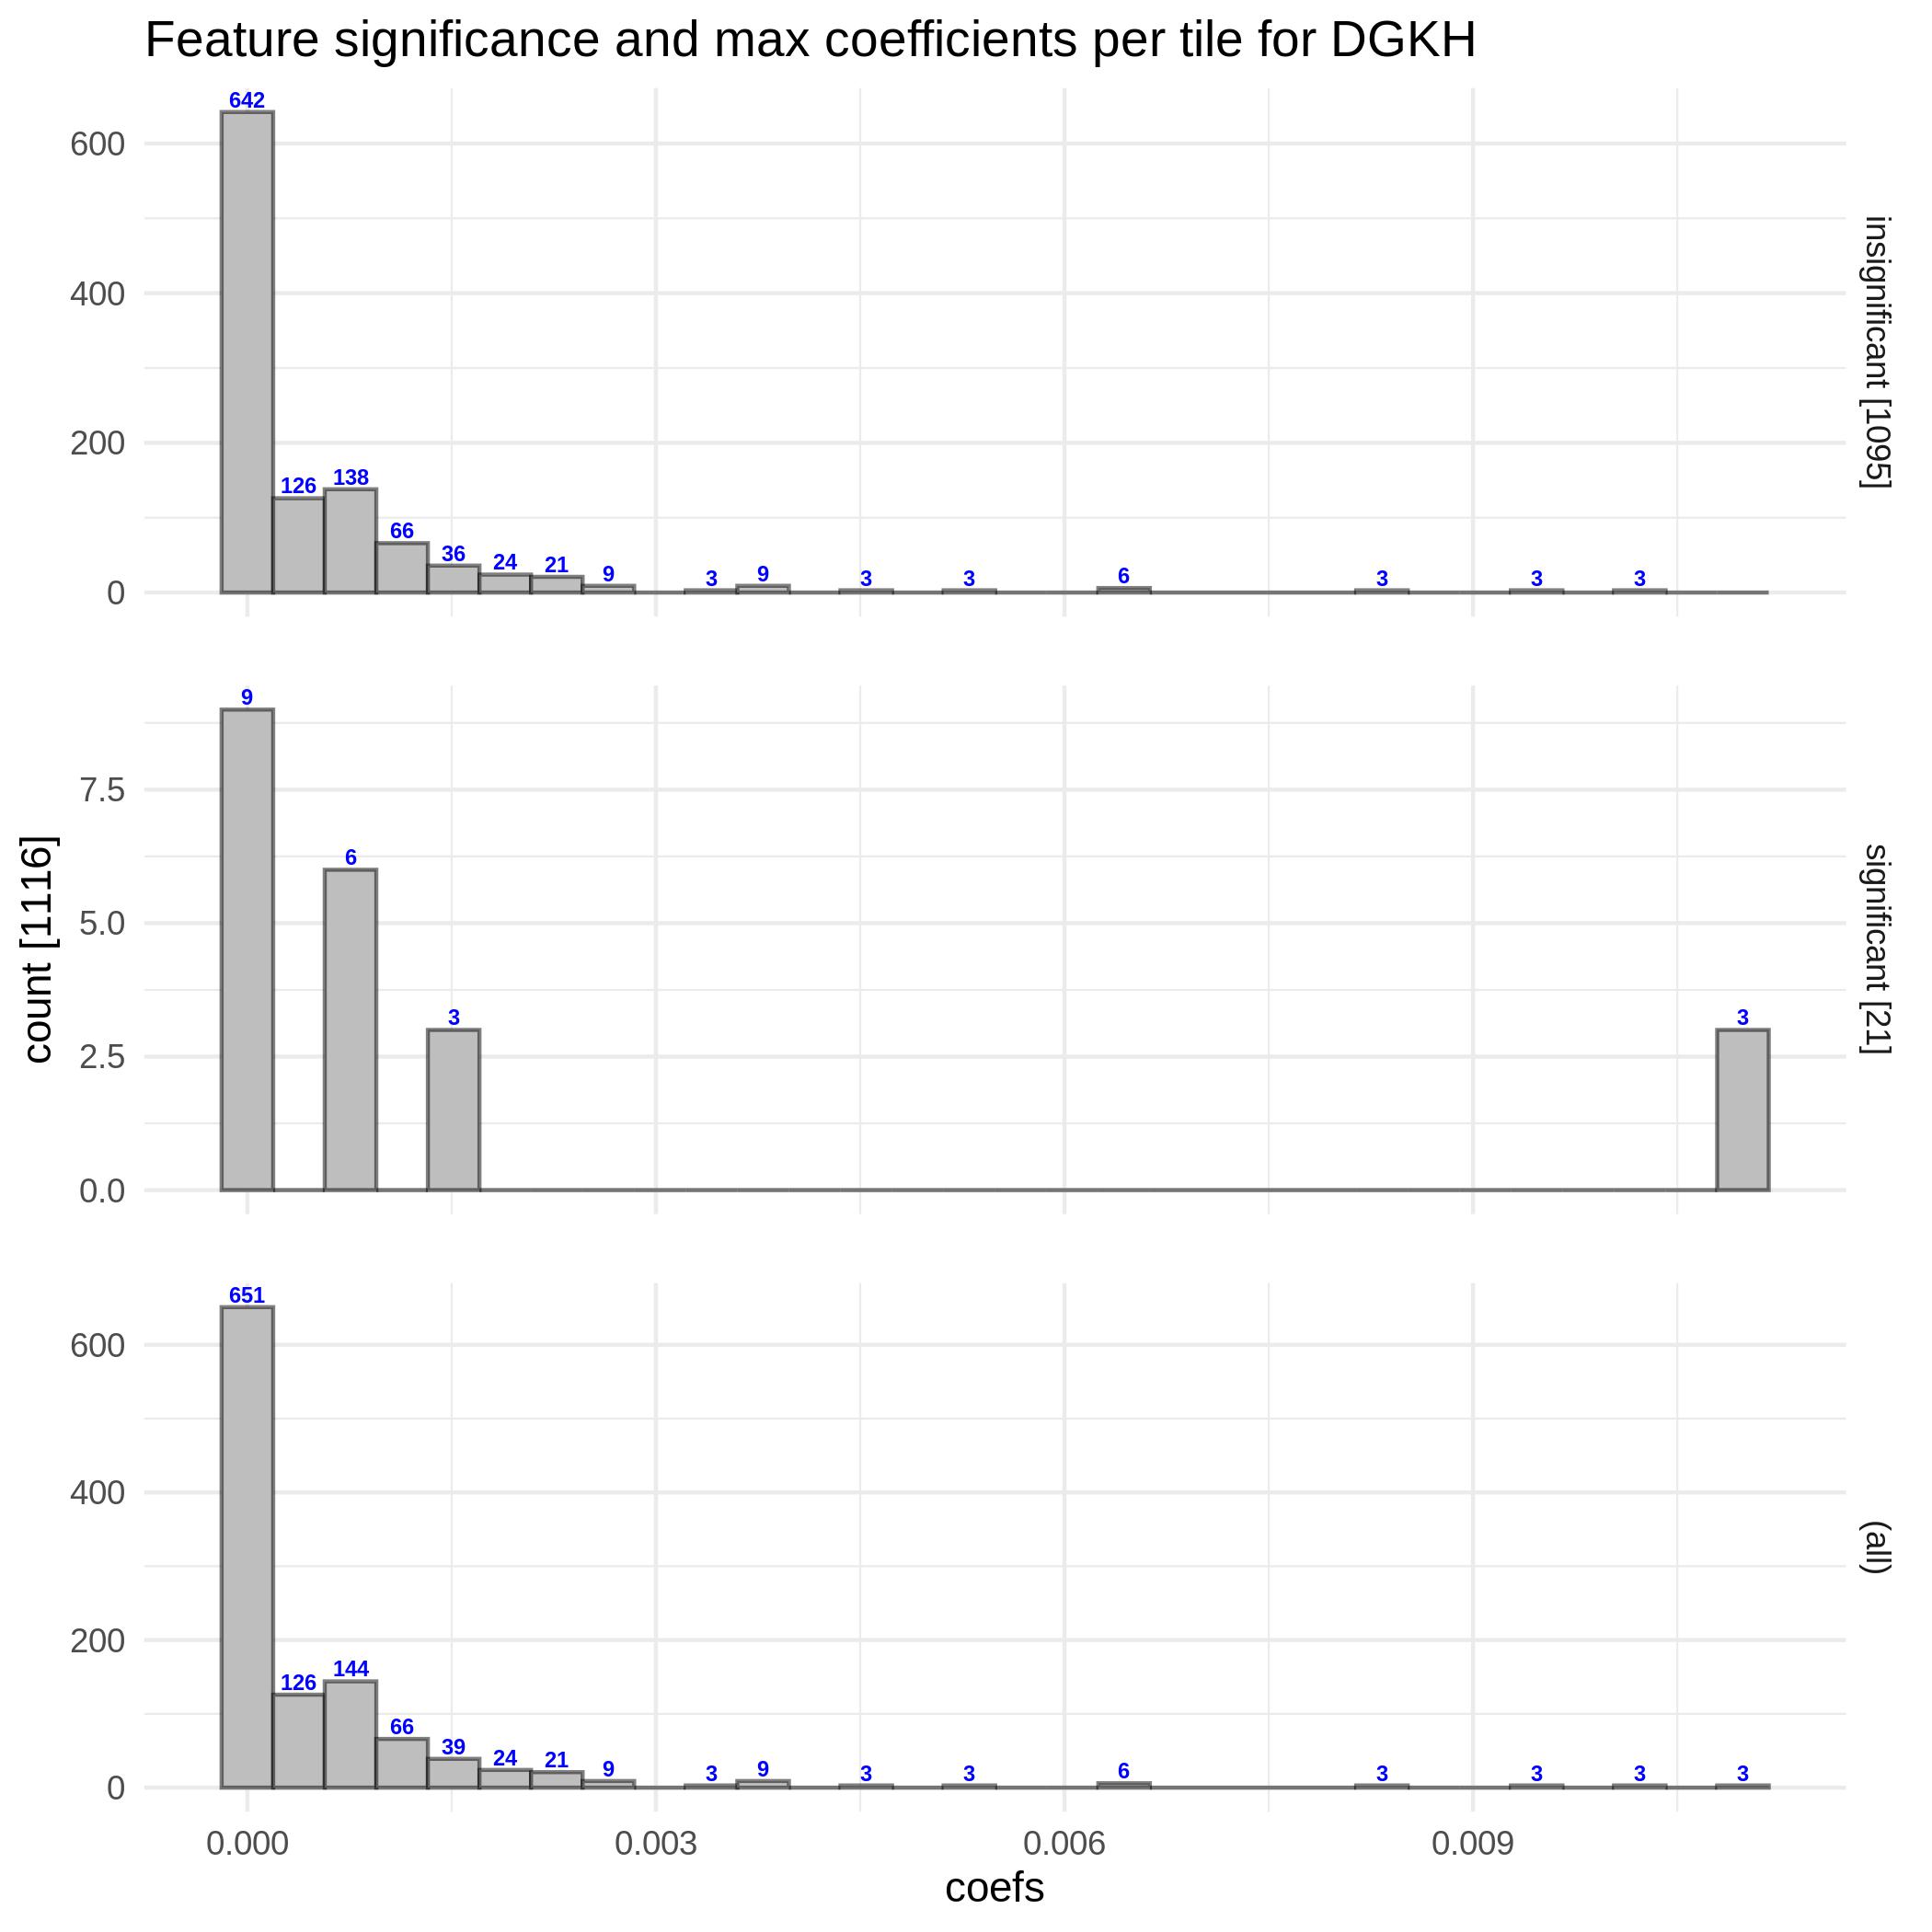 Feature significance and max coefficients per tile for DGKH
642
600
400
200
0
126 138 66 36 24 21 9 3 9 3 3 6 3 3 3
insignificant [1095]
9
7.5
5.0
2.5
0.0
6
3 3
significant [21]
count [1116]
651
600
400
200
0
126 144 66 39 24 21 9 3 9 3 3 6 3 3 3 3
(all)
0.000 0.003 0.006 0.009
coefs